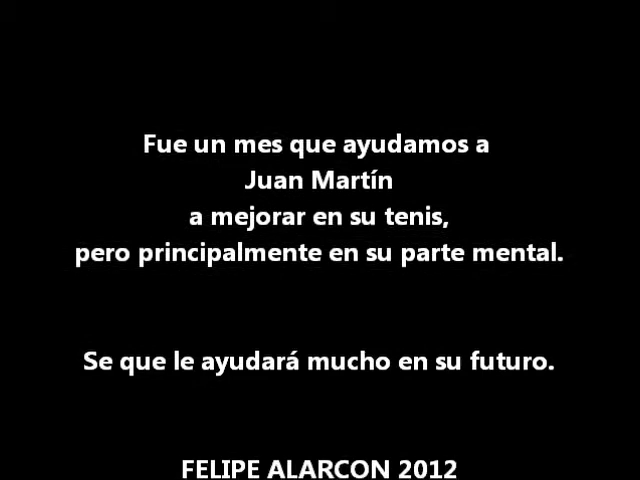 Fue un mes que ayudamos a
Juan Martín
a mejorar en su tenis,
pero principalmente en su parte mental.
Se que le ayudará mucho en su futuro.
FELIPE ALARCON 2012